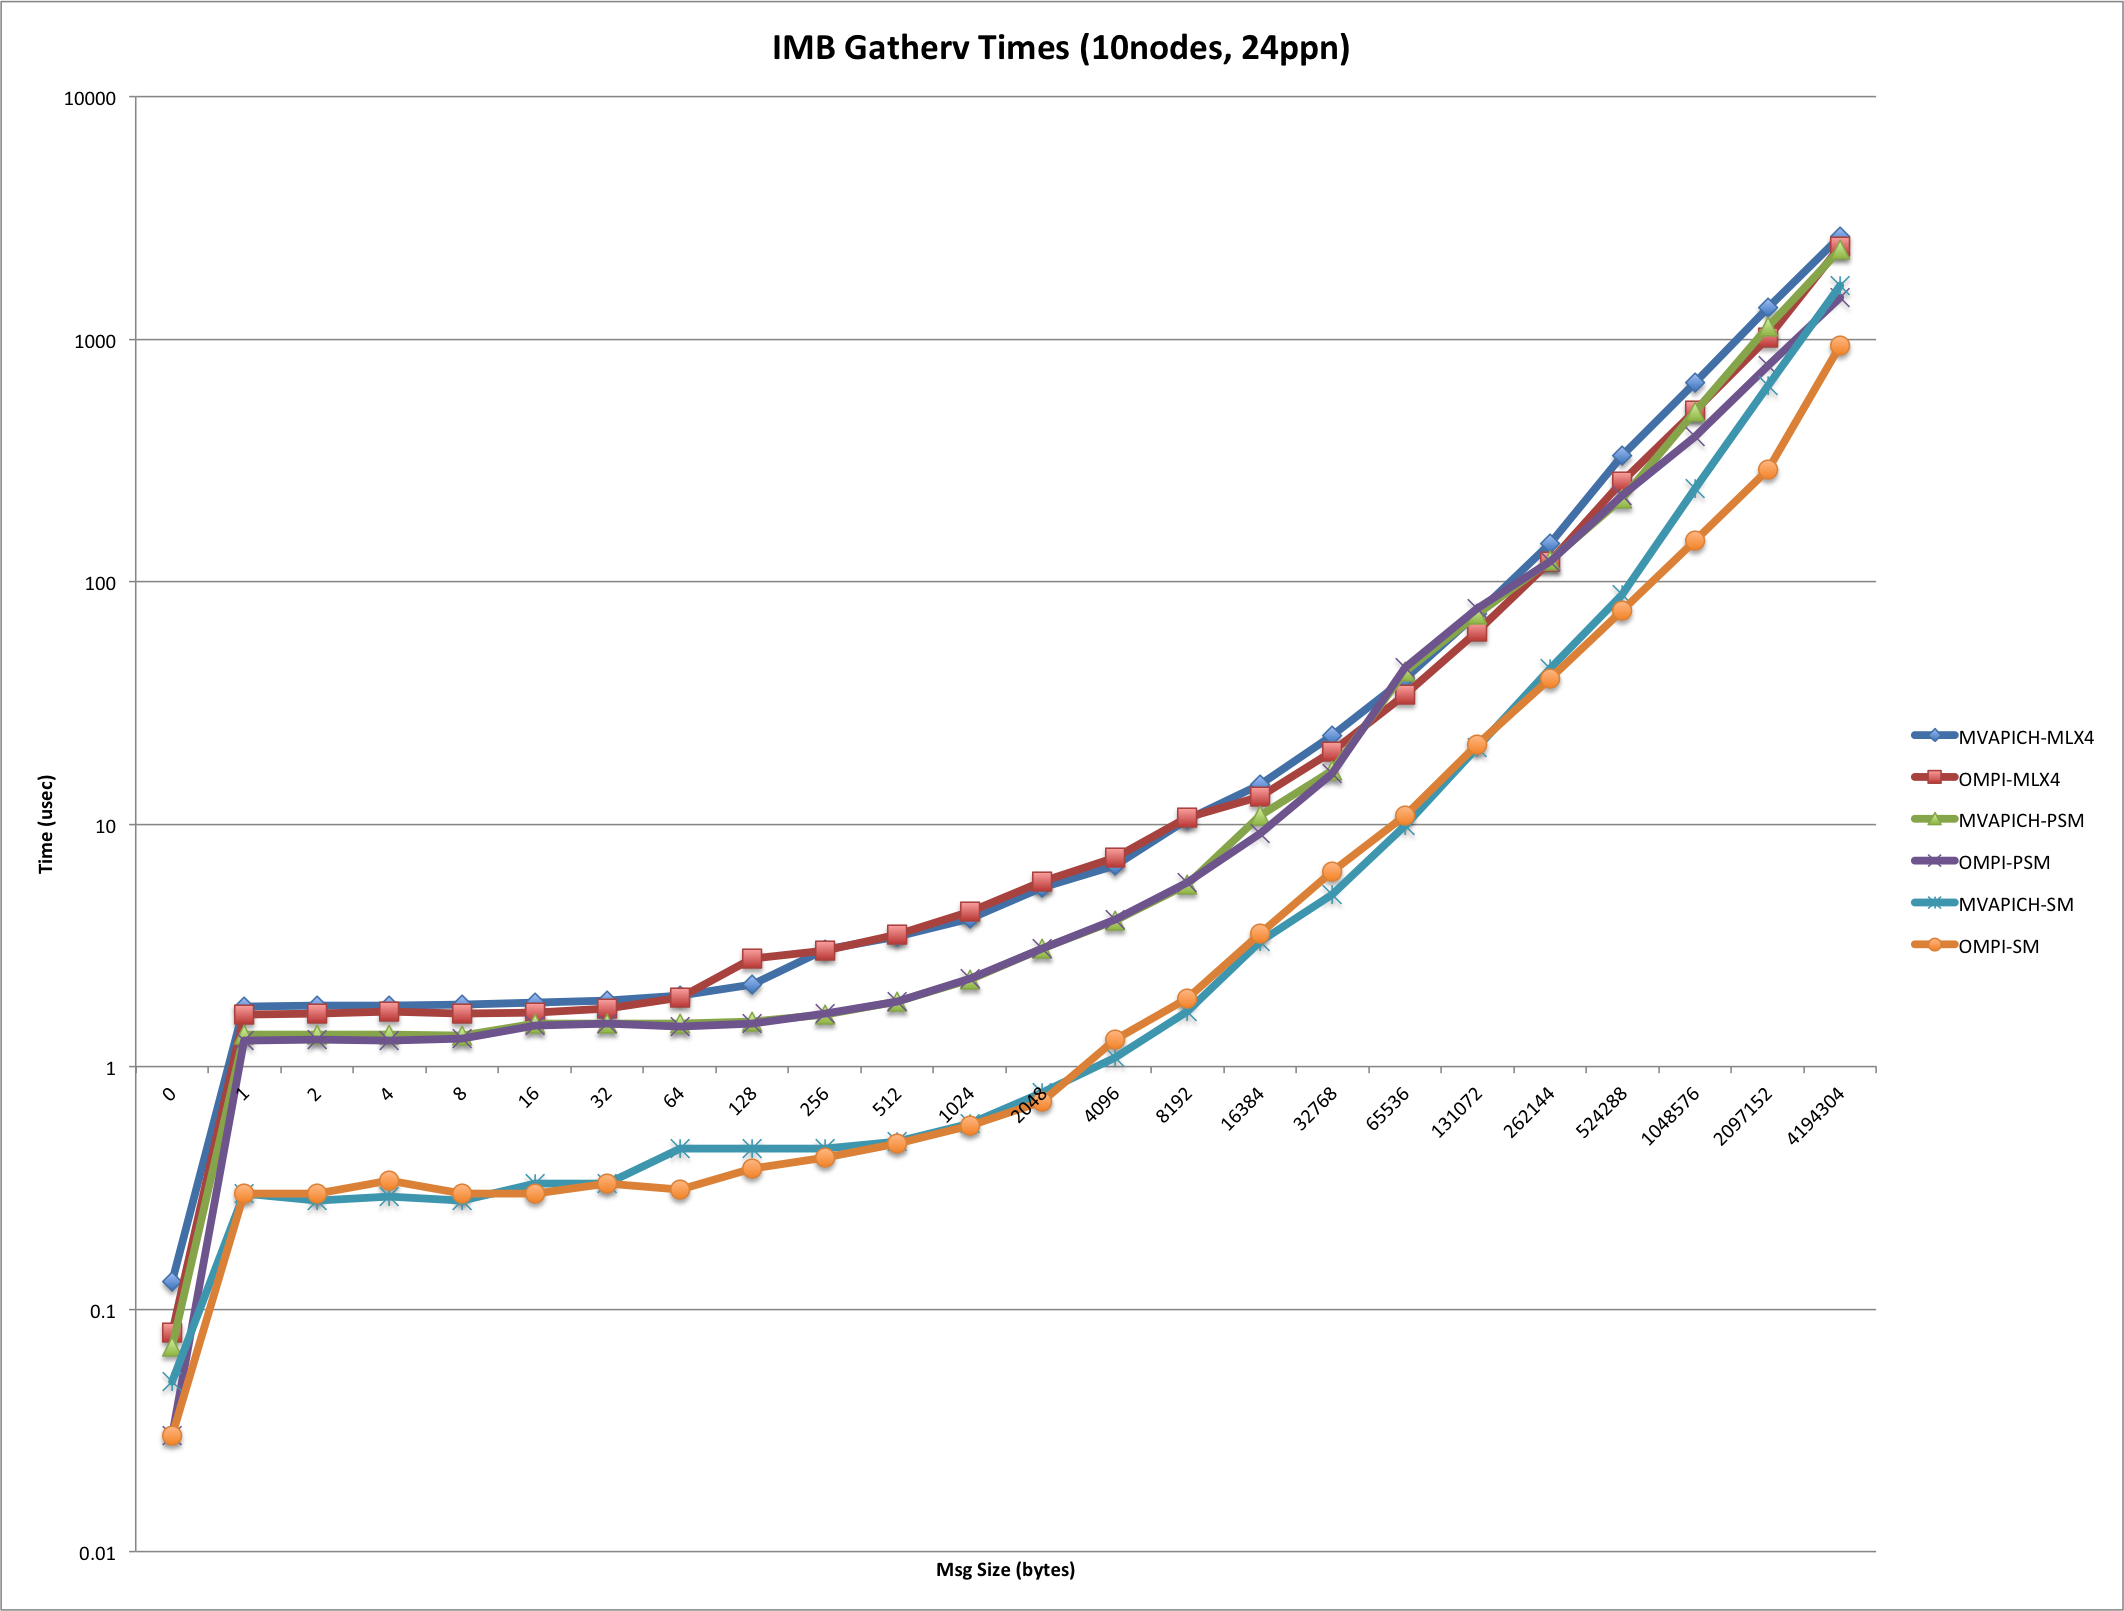 IMB Gatherv Times (10nodes, 24ppn)
10000
1000
100
10
1
0.1
0.01
Time (usec)
0 1 2 4 8 16 32 64 128 256 512 1024 2048 4096 8192 16384 32768 65536 131072 262144 524288 1048576 2097152 4194304
Msg Size (bytes)
MVAPICH-MLX4
OMPI-MLX4
MVAPICH-PSM
OMPI-PSM
MVAPICH-SM
OMPI-SM